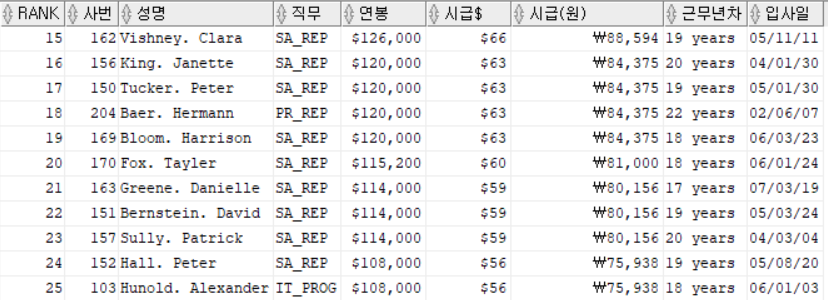 RANK 사번 성명 직무 연봉 시급$ 시급(원) 근무년차 입사일
15 162 Vishney. Clara SA_REP $126,000 $66 ₩88,594 19 years 05/11/11
16 156 King. Janette SA_REP $120,000 $63 ₩84,375 20 years 04/01/30
17 150 Tucker. Peter SA_REP $120,000 $63 ₩84,375 19 years 05/01/30
18 204 Baer. Hermann PR_REP $120,000 $63 ₩84,375 22 years 02/06/07
19 169 Bloom. Harrison SA_REP $120,000 $63 ₩84,375 18 years 06/03/23
20 170 Fox. Tayler SA_REP $115,200 $60 ₩81,000 18 years 06/01/24
21 163 Greene. Danielle SA_REP $114,000 $59 ₩80,156 17 years 07/03/19
22 151 Bernstein. David SA_REP $114,000 $59 ₩80,156 19 years 05/03/24
23 157 Sully. Patrick SA_REP $114,000 $59 ₩80,156 20 years 04/03/04
24 152 Hall. Peter SA_REP $108,000 $56 ₩75,938 19 years 05/08/20
25 103 Hunold. Alexander IT_PROG $108,000 $56 ₩75,938 18 years 06/01/03